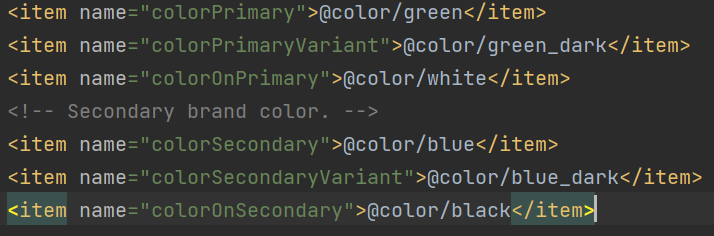 <item name="colorPrimary">@color/green</item>
<item name="colorPrimaryVariant">@color/green_dark</item>
<item name="colorOnPrimary">@color/white</item>
<!-- Secondary brand color. -->
<item name="colorSecondary">@color/blue</item>
<item name="colorSecondaryVariant">@color/blue_dark</item>
<item name="colorOnSecondary">@color/black</item>